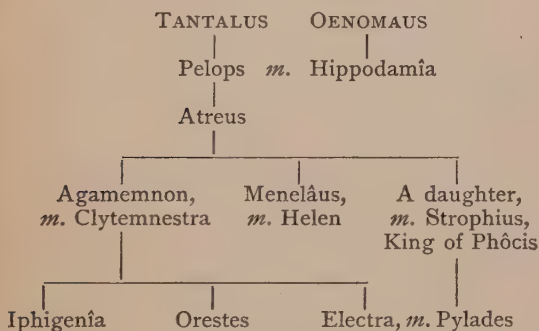 TANTALUS OENOMAUS
Pelops m. Hippodamîa
Atreus
Agamemnon, Menelâus, A daughter,
m. Clytemnestra m. Helen m. Strophius,
King of Phôcis
Iphigenîa Orestes Electra, m. Pylades